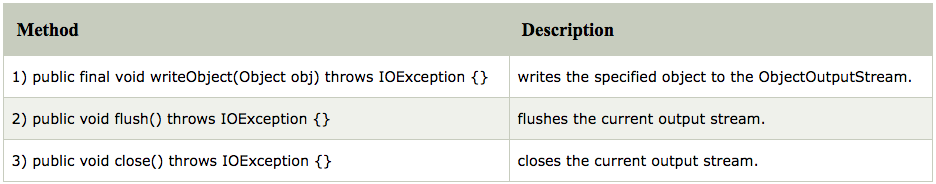 Method Description
1) public final void writeObject(Object obj) throws IOException {} writes the specified object to the ObjectOutputStream.
2) public void flush() throws IOException {} flushes the current output stream.
3) public void close() throws IOException {} closes the current output stream.